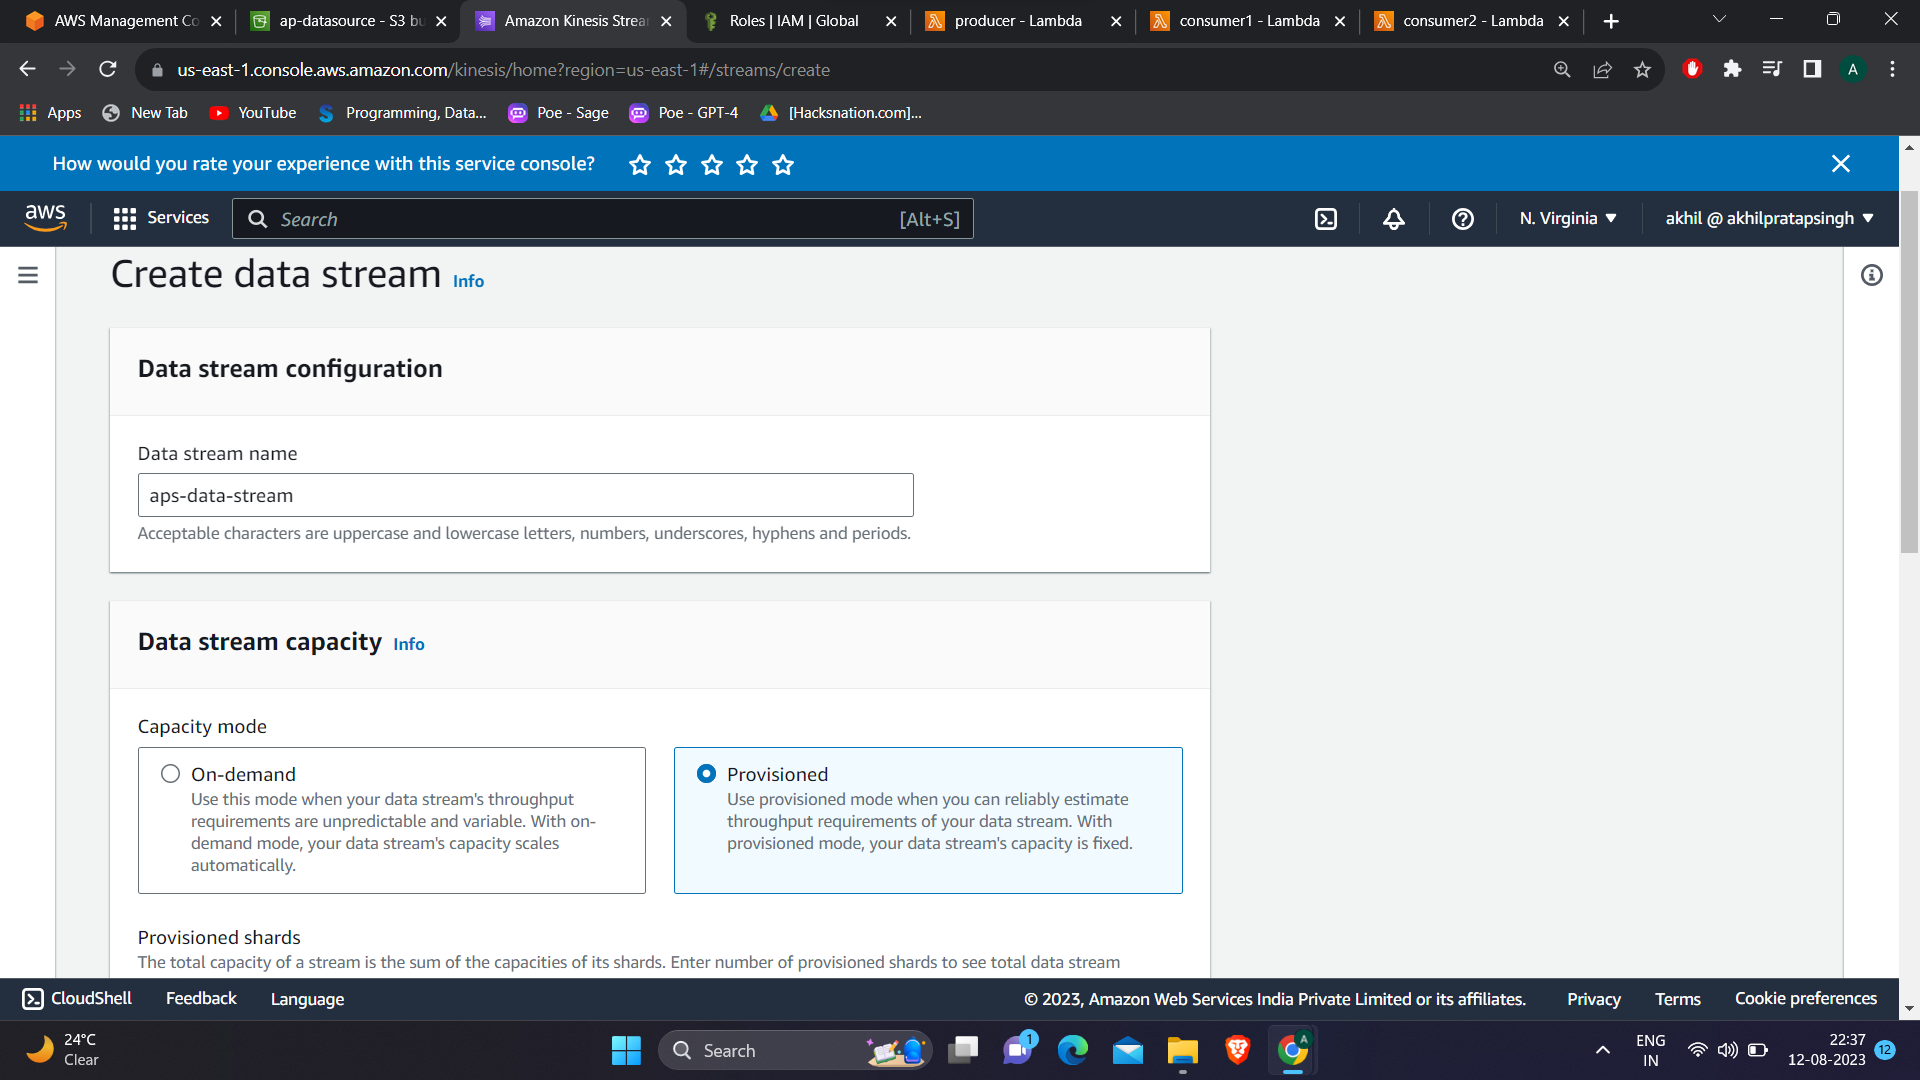 AWS Management Co
ap-datasource - S3 bu
Amazon Kinesis Strea
Roles | IAM | Global
producer - Lambda
consumer1 - Lambda
consumer2 - Lambda
us-east-1.console.aws.amazon.com/kinesis/home?region=us-east-1#/streams/create
A
Apps
New Tab
YouTube
Programming, Data...
Poe - Sage
Poe - GPT-4
[Hacksnation.com]...
How would you rate your experience with this service console?
aws
Services
Search
[Alt+S]
N. Virginia
akhil @ akhilpratapsingh
Create data stream Info
Data stream configuration
Data stream name
aps-data-stream
Acceptable characters are uppercase and lowercase letters, numbers, underscores, hyphens and periods.
Data stream capacity Info
Capacity mode
On-demand
Use this mode when your data stream's throughput
requirements are unpredictable and variable. With on-
demand mode, your data stream's capacity scales
automatically.
Provisioned
Use provisioned mode when you can reliably estimate
throughput requirements of your data stream. With
provisioned mode, your data stream's capacity is fixed.
Provisioned shards
The total capacity of a stream is the sum of the capacities of its shards. Enter number of provisioned shards to see total data stream
CloudShell
Feedback
Language
© 2023, Amazon Web Services India Private Limited or its affiliates.
Privacy
Terms
Cookie preferences
24°C
Clear
Search
1
A
ENG
IN
22:37
12-08-2023
12